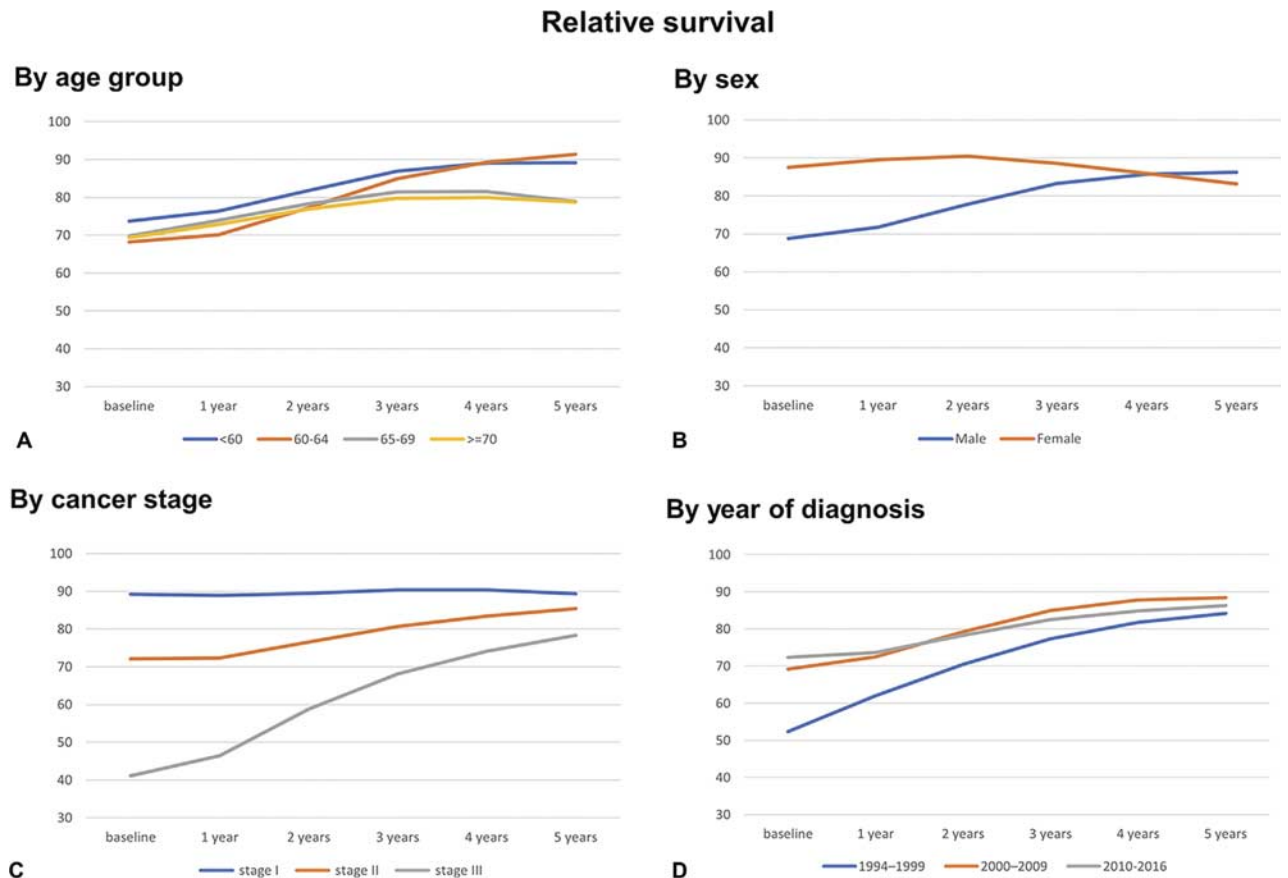 Relative survival
By age group
100
90
80
70
60
50
40
30
baseline 1 year 2 years 3 years 4 years 5 years
A
<60 60-64 65-69 >=70
By sex
100
90
80
70
60
50
40
30
baseline 1 year 2 years 3 years 4 years 5 years
B
Male Female
By cancer stage
100
90
80
70
60
50
40
30
baseline 1 year 2 years 3 years 4 years 5 years
C
stage I stage II stage III
By year of diagnosis
100
90
80
70
60
50
40
30
baseline 1 year 2 years 3 years 4 years 5 years
D
1994–1999 2000–2009 2010-2016